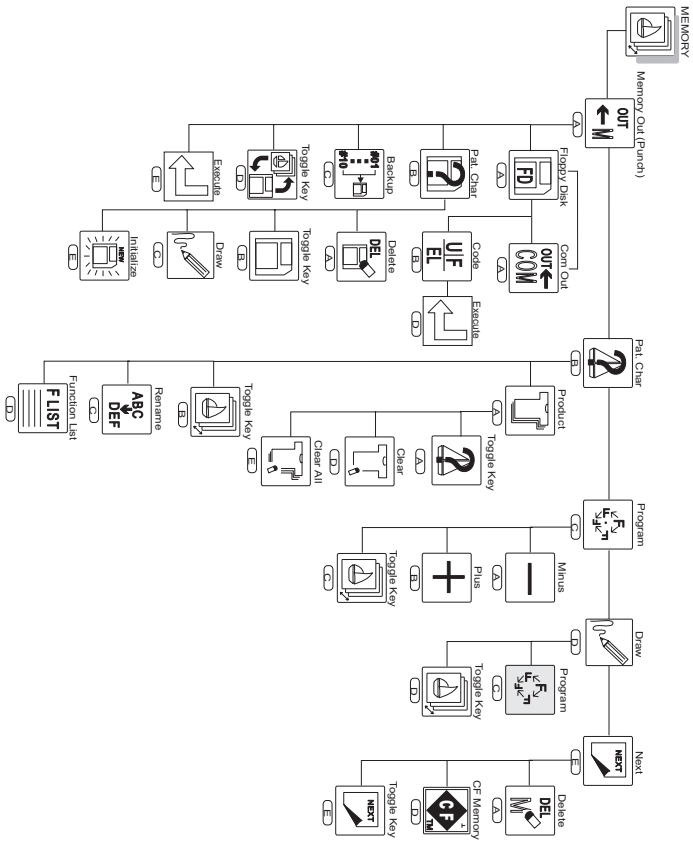 MEMORY
Memory Out (Punch)
OUT
M
A
Floppy Disk
FD
A
Com Out
OUT
COM
A
Pat. Char
?
B
Code
U/F
EL
B
Execute
D
Backup
#01
#10
C
Toggle Key
D
Execute
E
Delete
DEL
A
Toggle Key
B
Draw
C
Initialize
NEW
E
Pat. Char
?
B
Product
A
Toggle Key
?
A
Clear
D
Clear All
E
Toggle Key
B
Rename
ABC
DEF
C
Function List
F LIST
D
Program
F F F F
C
Minus
A
Plus
B
Toggle Key
C
Draw
D
Program
F F F F
C
Toggle Key
D
Next
NEXT
E
Delete
DEL
M
A
CF Memory
CF
TM
D
Toggle Key
NEXT
E